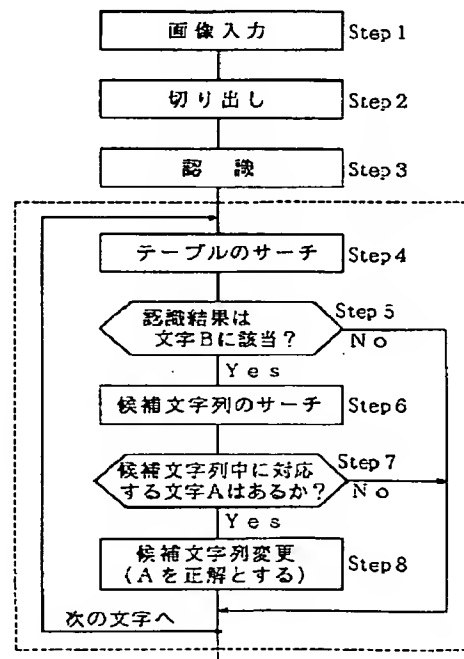 画像入力 Step 1
切り出し Step 2
認識 Step 3
テーブルのサーチ Step 4
認識結果は Step 5
文字Bに該当? No
Yes
候補文字列のサーチ Step 6
候補文字列中に対応 Step 7
する文字Aはあるか? No
Yes
候補文字列変更 Step 8
(Aを正解とする)
次の文字へ